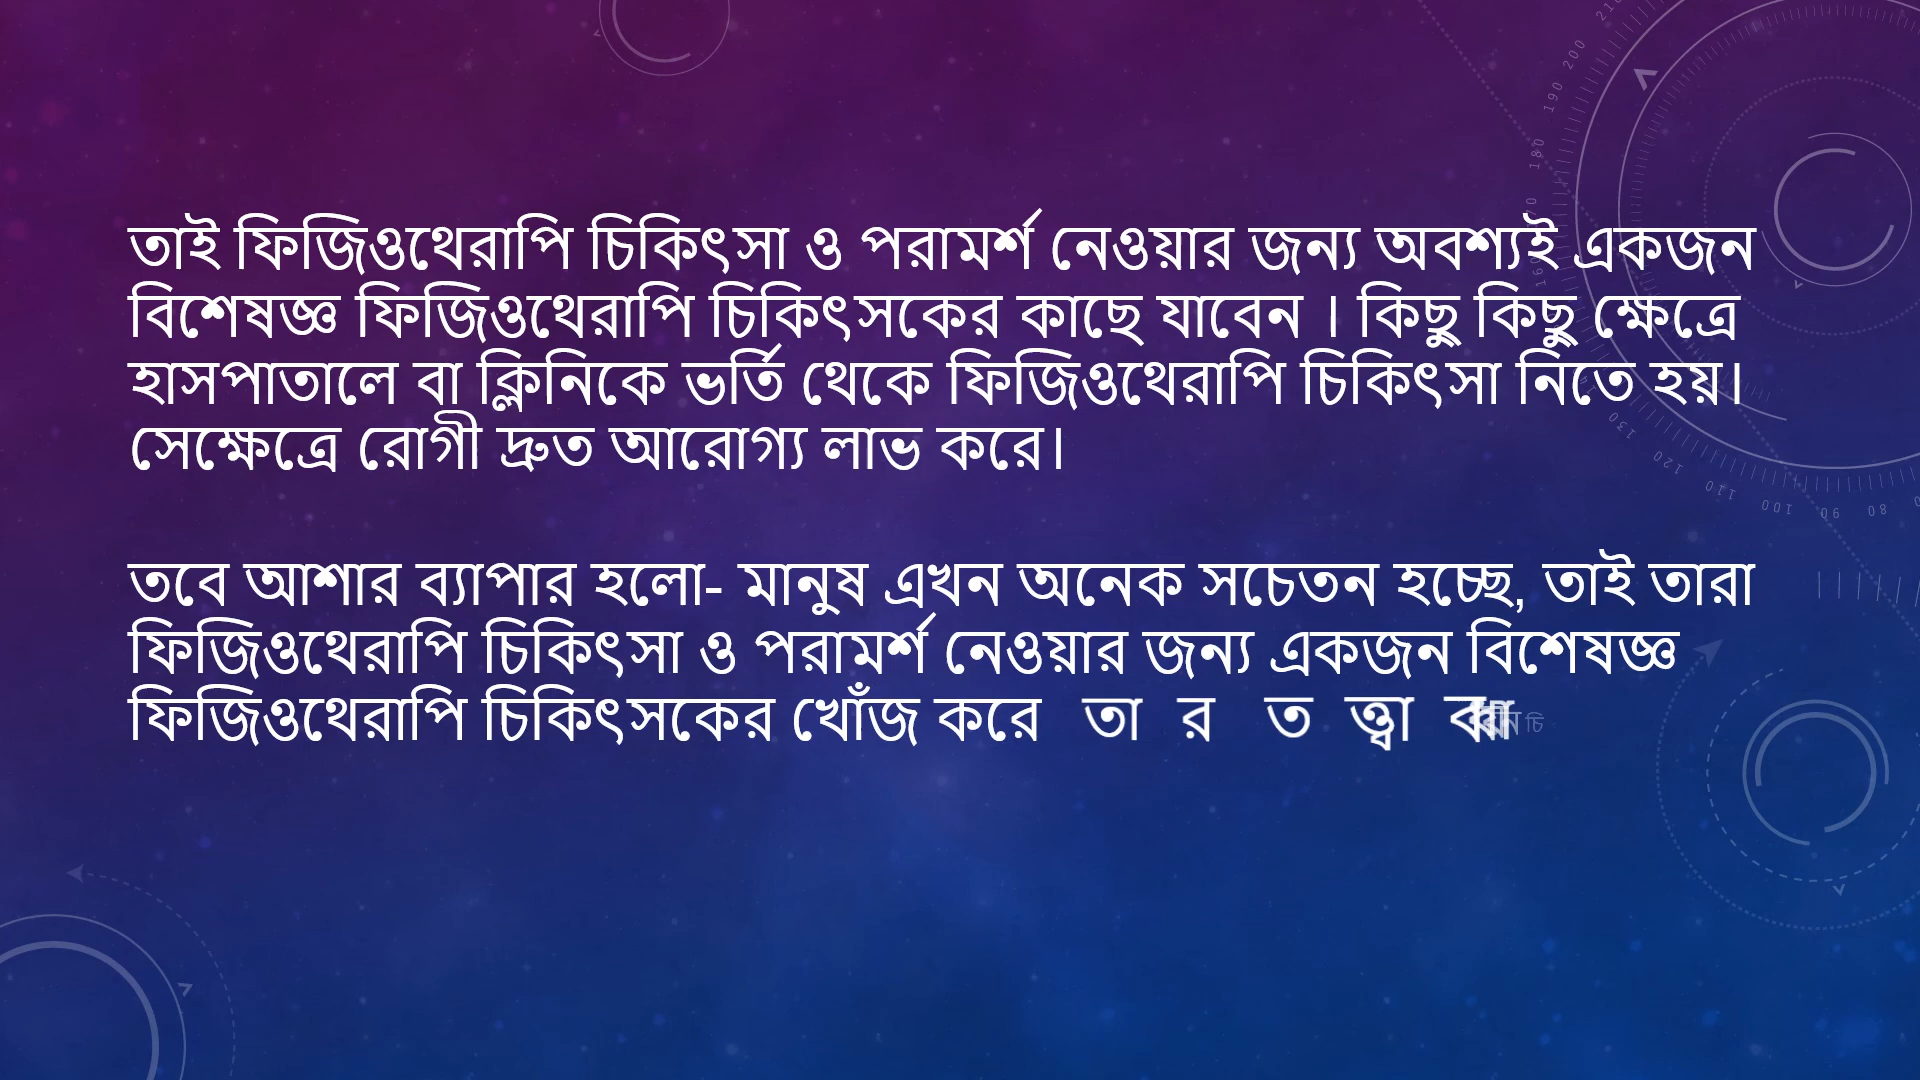 তাই ফিজিওথেরাপি চিকিৎসা ও পরামর্শ নেওয়ার জন্য অবশ্যই একজন
বিশেষজ্ঞ ফিজিওথেরাপি চিকিৎসকের কাছে যাবেন । কিছু কিছু ক্ষেত্রে
হাসপাতালে বা ক্লিনিকে ভর্তি থেকে ফিজিওথেরাপি চিকিৎসা নিতে হয়।
সেক্ষেত্রে রোগী দ্রুত আরোগ্য লাভ করে।
তবে আশার ব্যাপার হলো- মানুষ এখন অনেক সচেতন হচ্ছে, তাই তারা
ফিজিওথেরাপি চিকিৎসা ও পরামর্শ নেওয়ার জন্য একজন বিশেষজ্ঞ
ফিজিওথেরাপি চিকিৎসকের খোঁজ করে তা র ত ত্ত্বা